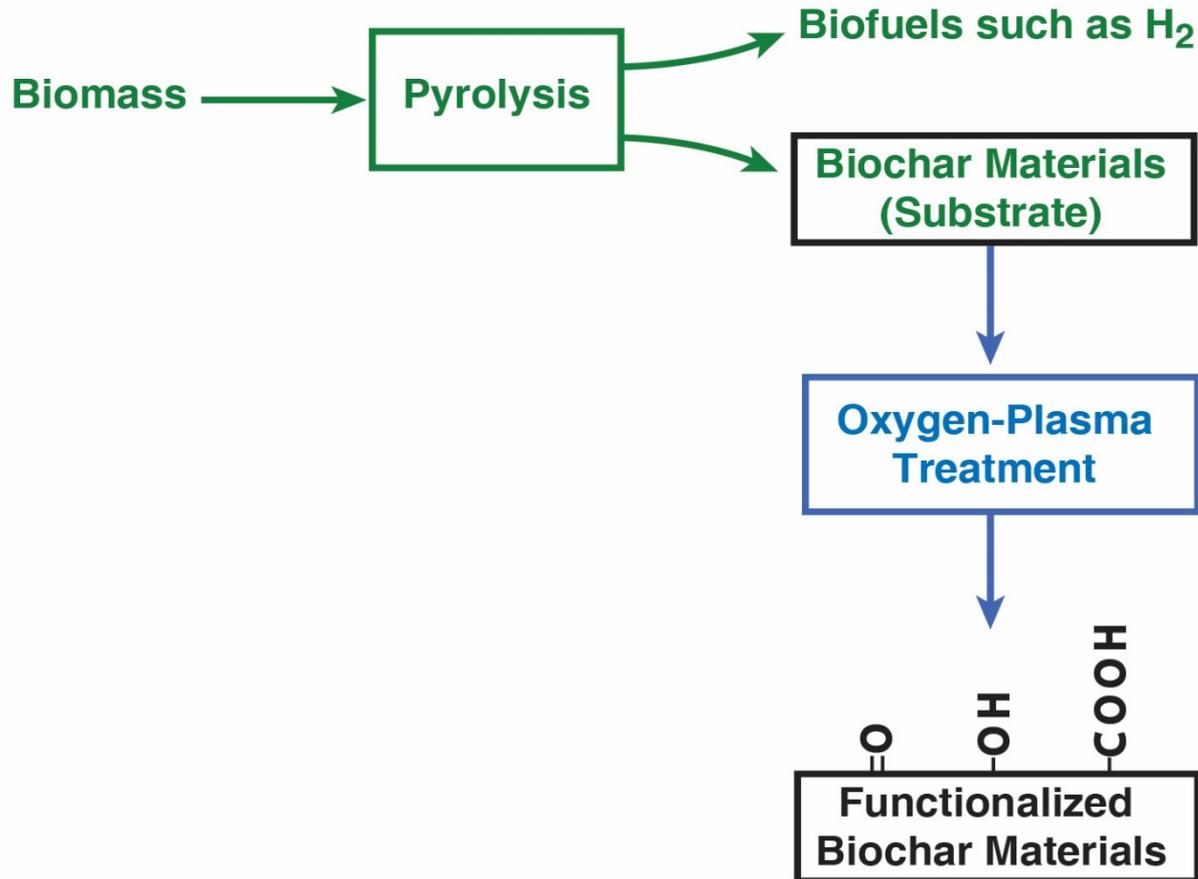 Biofuels such as H₂
Biomass
Pyrolysis
Biochar Materials
(Substrate)
Oxygen-Plasma
Treatment
=O
-OH
-COOH
Functionalized
Biochar Materials